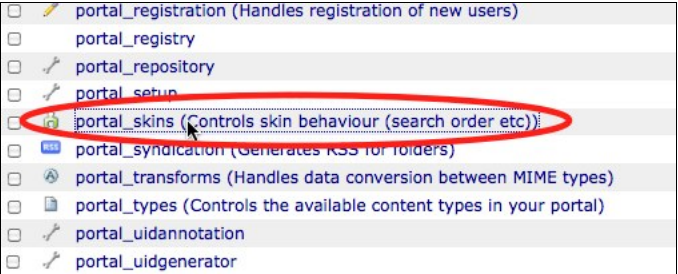 portal_registration (Handles registration of new users)
portal_registry
portal_repository
portal_setup
portal_skins (Controls skin behaviour (search order etc))
RSS portal_syndication (Generates RSS for folders)
portal_transforms (Handles data conversion between MIME types)
portal_types (Controls the available content types in your portal)
portal_uidannotation
portal_uidgenerator